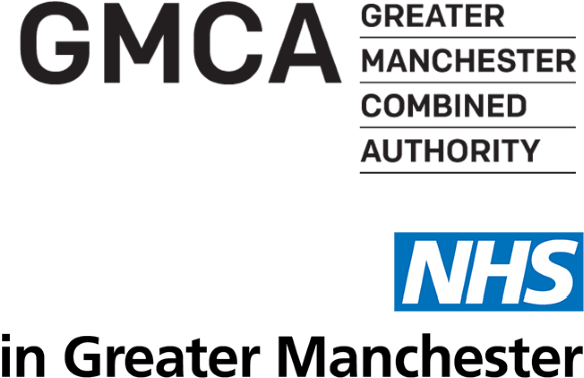 GMCA
GREATER
MANCHESTER
COMBINED
AUTHORITY
NHS
in Greater Manchester